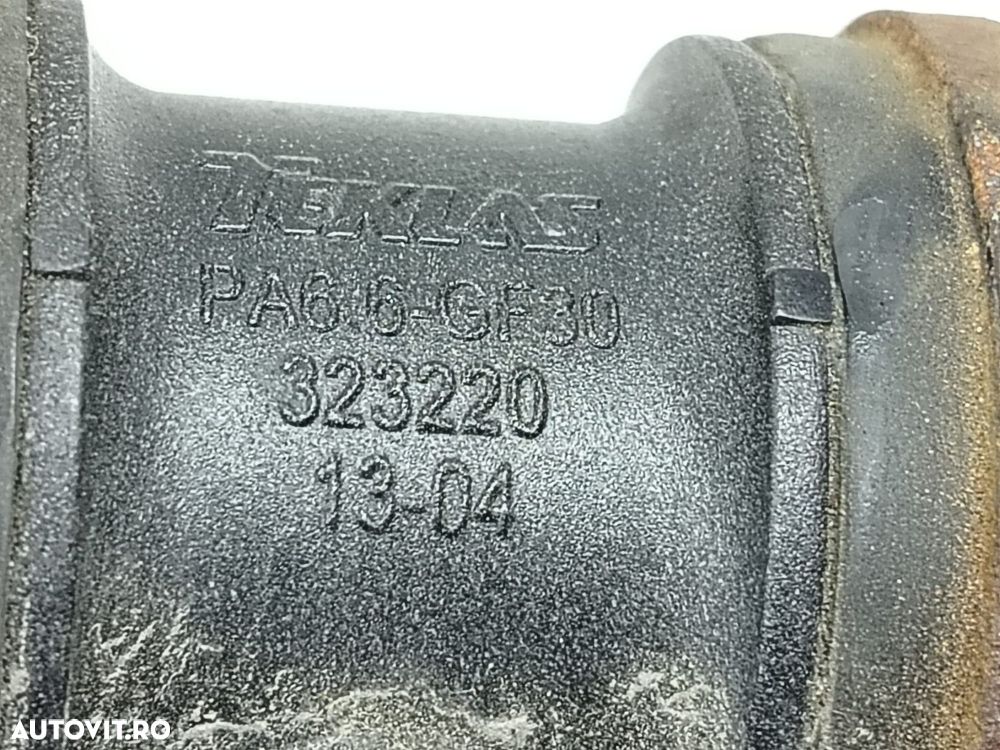 TEKLAS
PA6.6-GF30
323220
13-04
AUTOVIT.RO